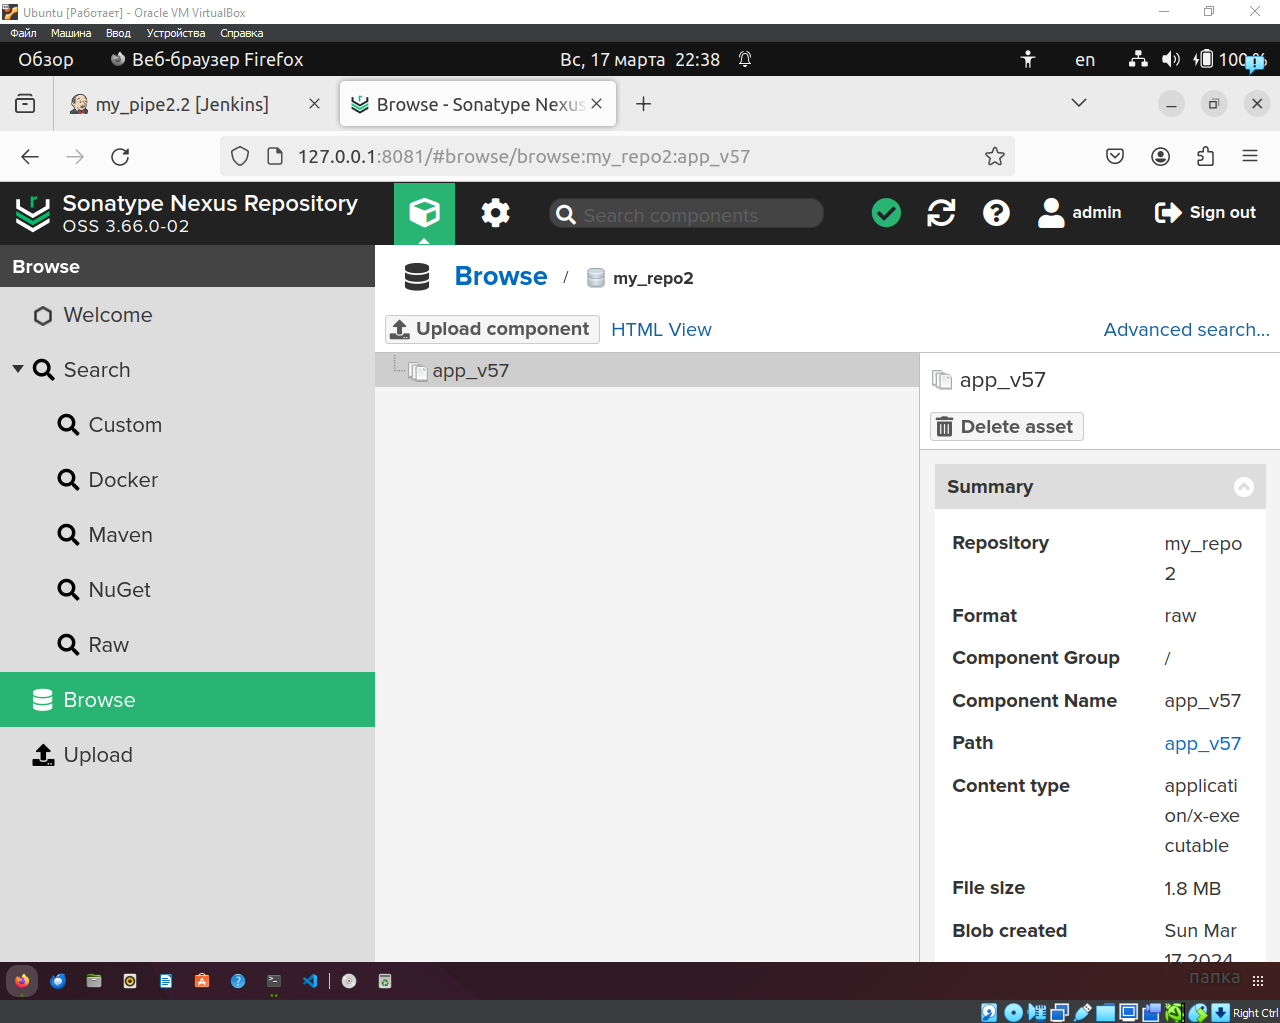 Ubuntu [Работает] - Oracle VM VirtualBox
Файл Машина Ввод Устройства Справка
Обзор Веб-браузер Firefox Вс, 17 марта 22:38 en 100 %
my_pipe2.2 [Jenkins] Browse - Sonatype Nexus
127.0.0.1:8081/#browse/browse:my_repo2:app_v57
Sonatype Nexus Repository
OSS 3.66.0-02
Search components
admin Sign out
Browse
Welcome
Search
Custom
Docker
Maven
NuGet
Raw
Browse
Upload
Browse / my_repo2
Upload component HTML View Advanced search...
app_v57
app_v57
Delete asset
Summary
Repository my_repo
2
Format raw
Component Group /
Component Name app_v57
Path app_v57
Content type applicati
on/x-exe
cutable
File size 1.8 MB
Blob created Sun Mar
17 2024
папка
Right Ctrl